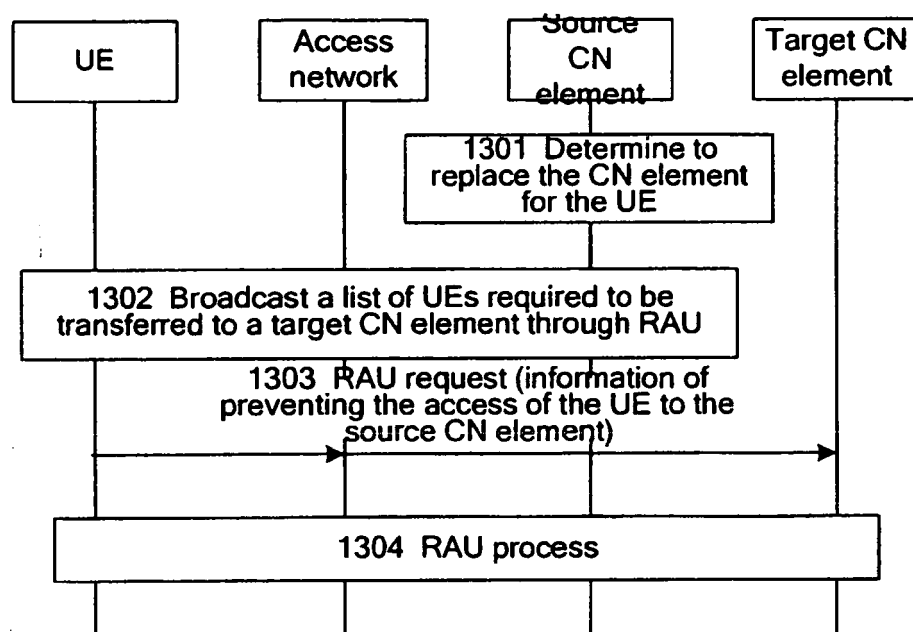 UE
Access
network
Source
CN
element
Target CN
element
1301 Determine to
replace the CN element
for the UE
1302 Broadcast a list of UEs required to be
transferred to a target CN element through RAU
1303 RAU request (information of
preventing the access of the UE to the
source CN element)
1304 RAU process